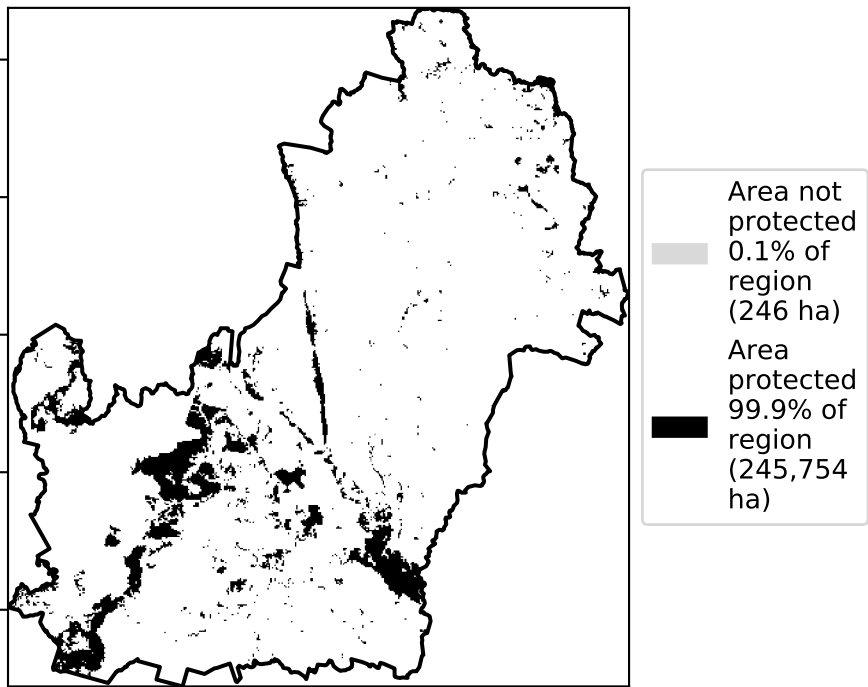 Area not
protected
0.1% of
region
(246 ha)
Area
protected
99.9% of
region
(245,754
ha)